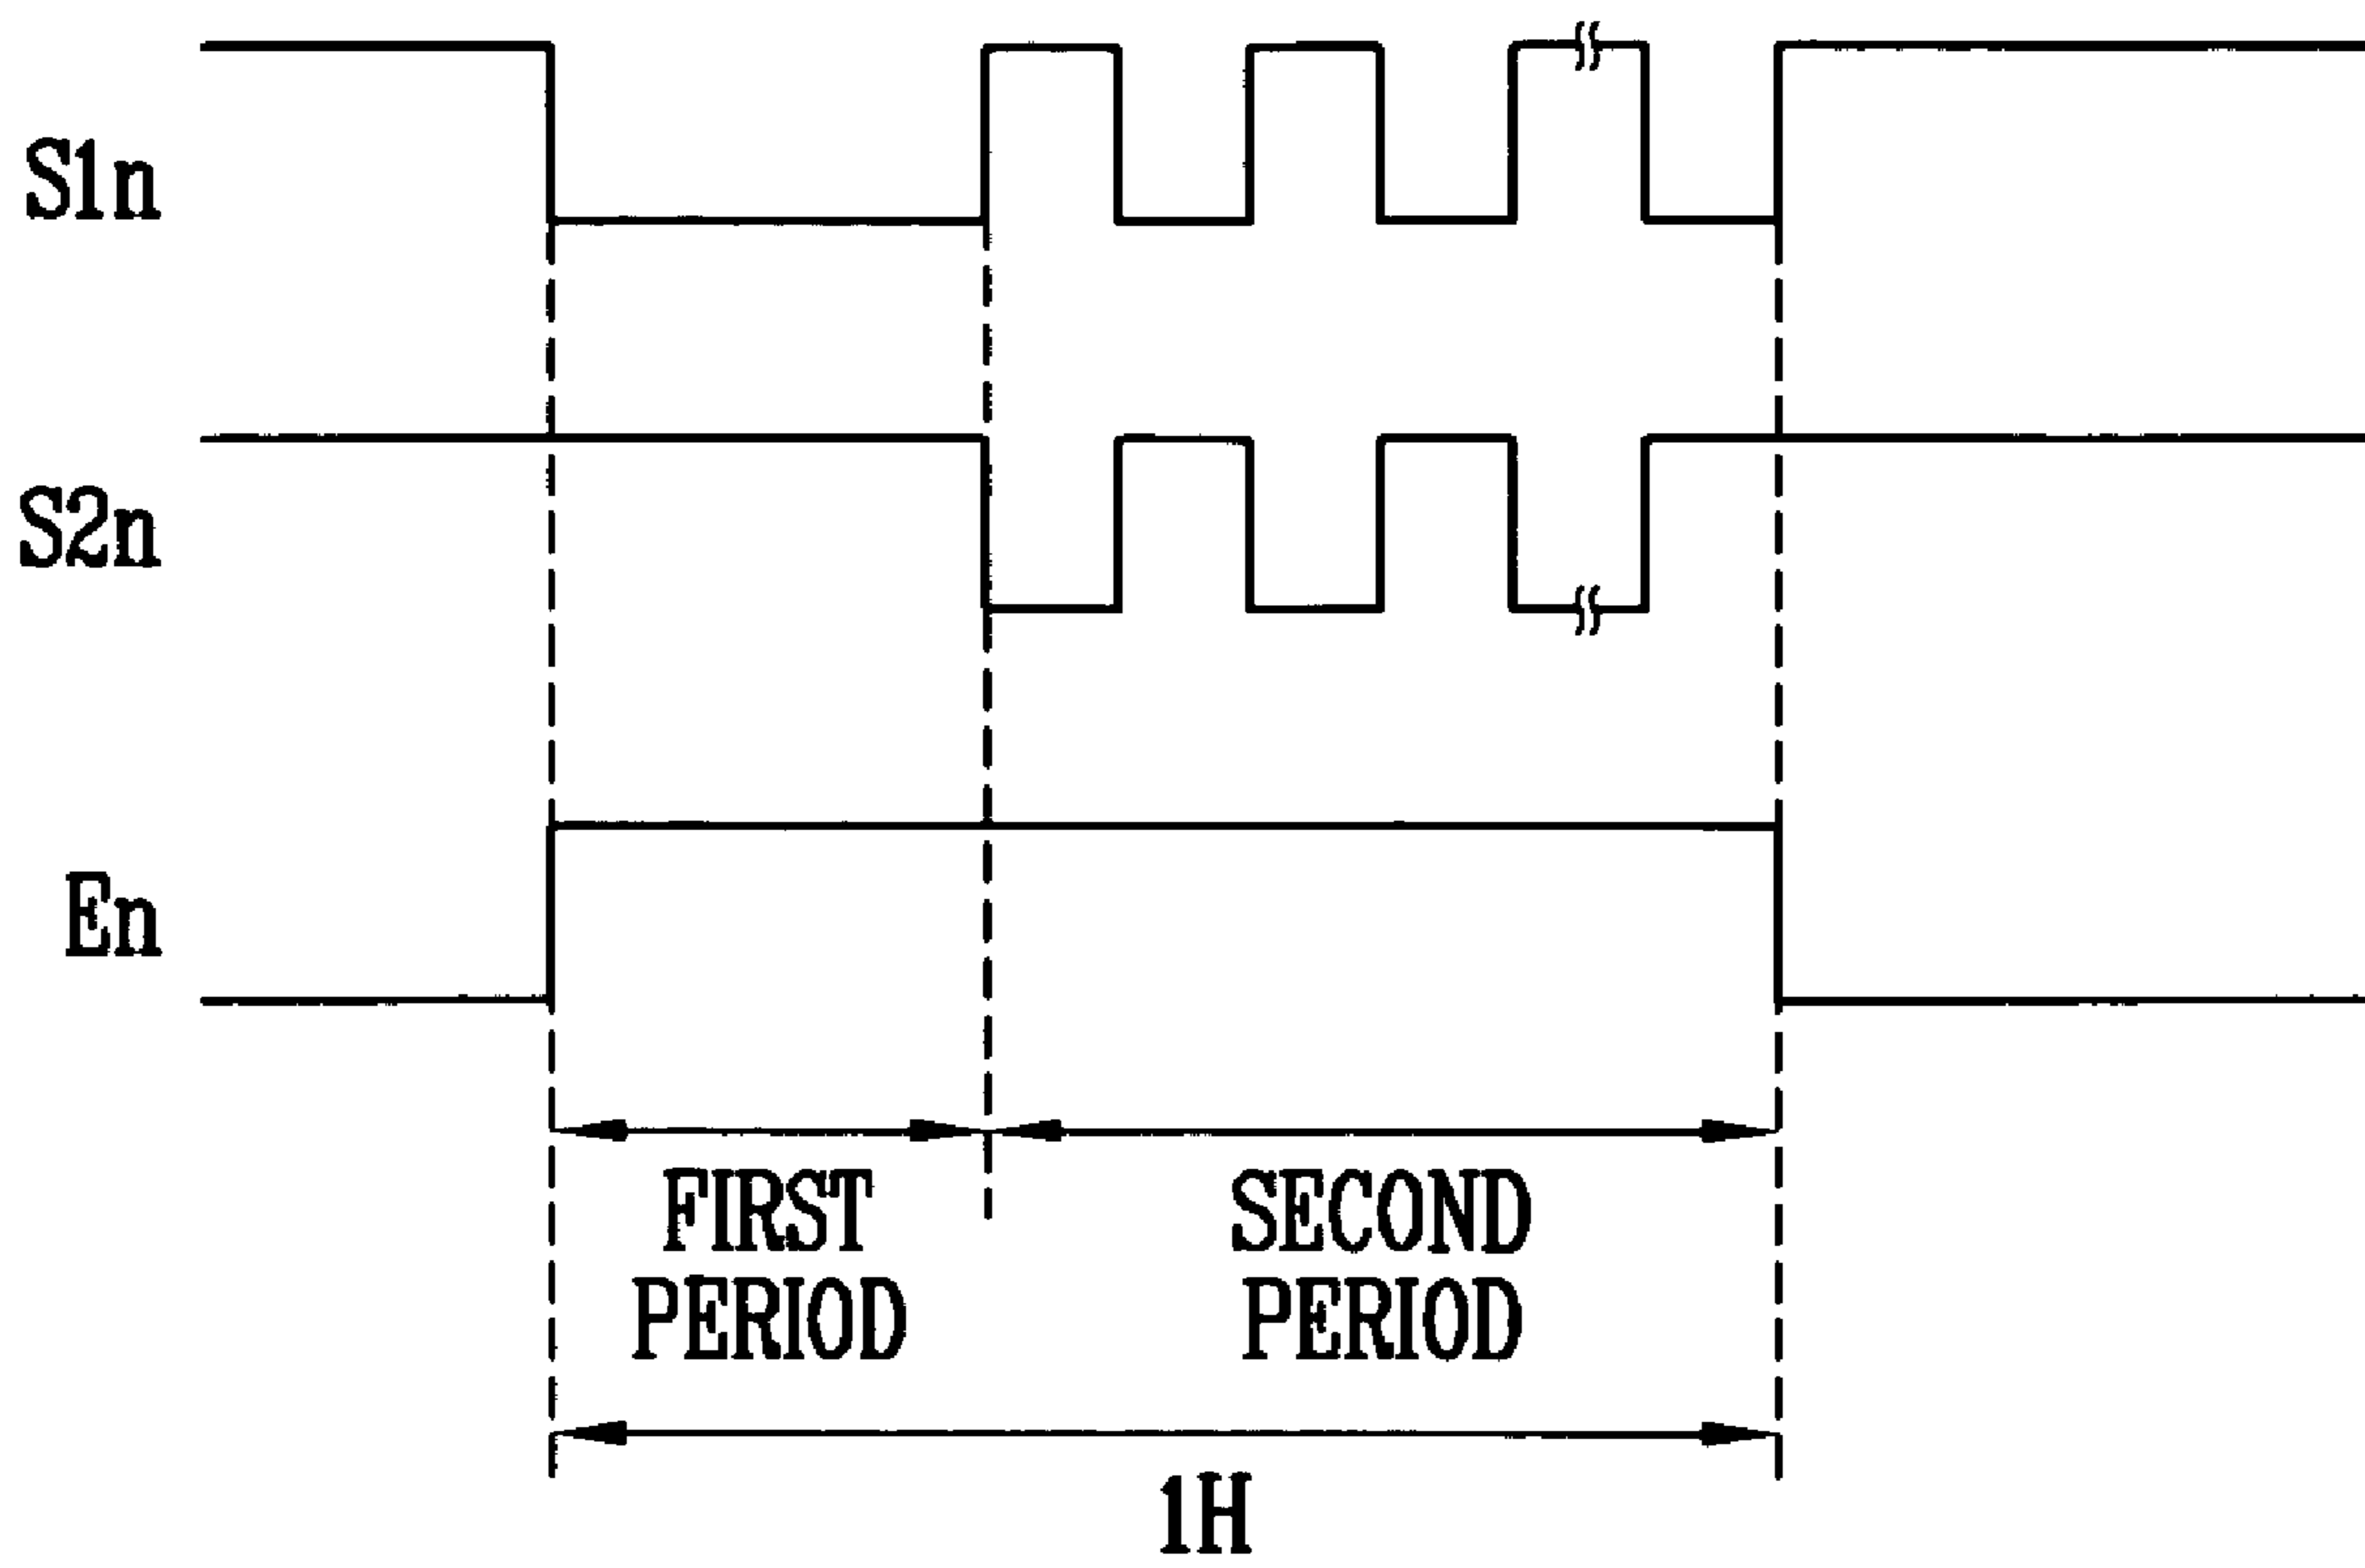 S1n
S2n
En
FIRST
PERIOD
SECOND
PERIOD
1H